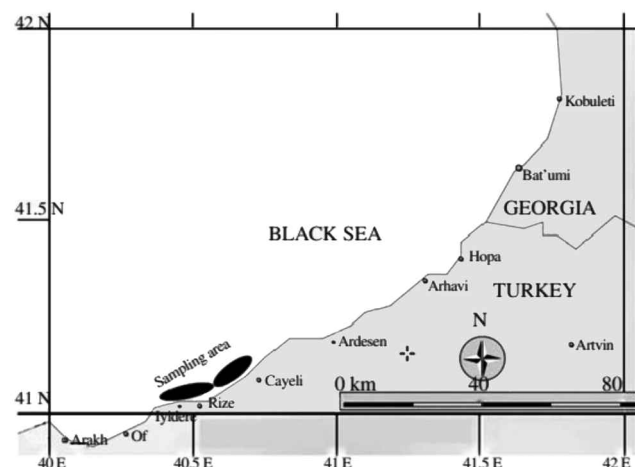 42 N
Kobuleti
Bat'umi
41.5 N
GEORGIA
BLACK SEA
Hopa
Arhavi
TURKEY
N
Ardesen
Artvin
Sampling area
Cayeli
0 km 40 80
41 N
Iyidere
Rize
Of
Arakh
40 E 40.5 E 41 E 41.5 E 42 E